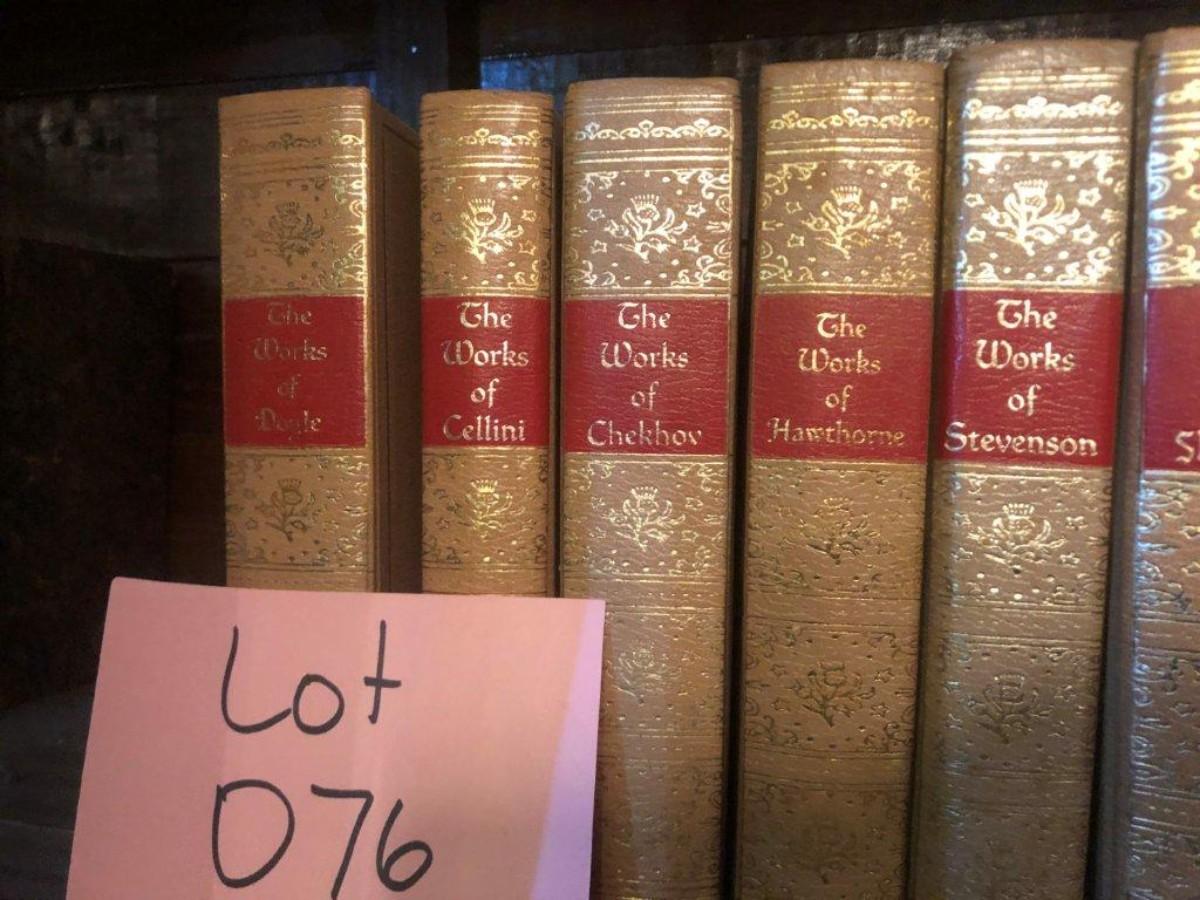 The
Works
of
Doyle
The
Works
of
Cellini
The
Works
of
Chekhov
The
Works
of
Hawthorne
The
Works
of
Stevenson
Lot
076